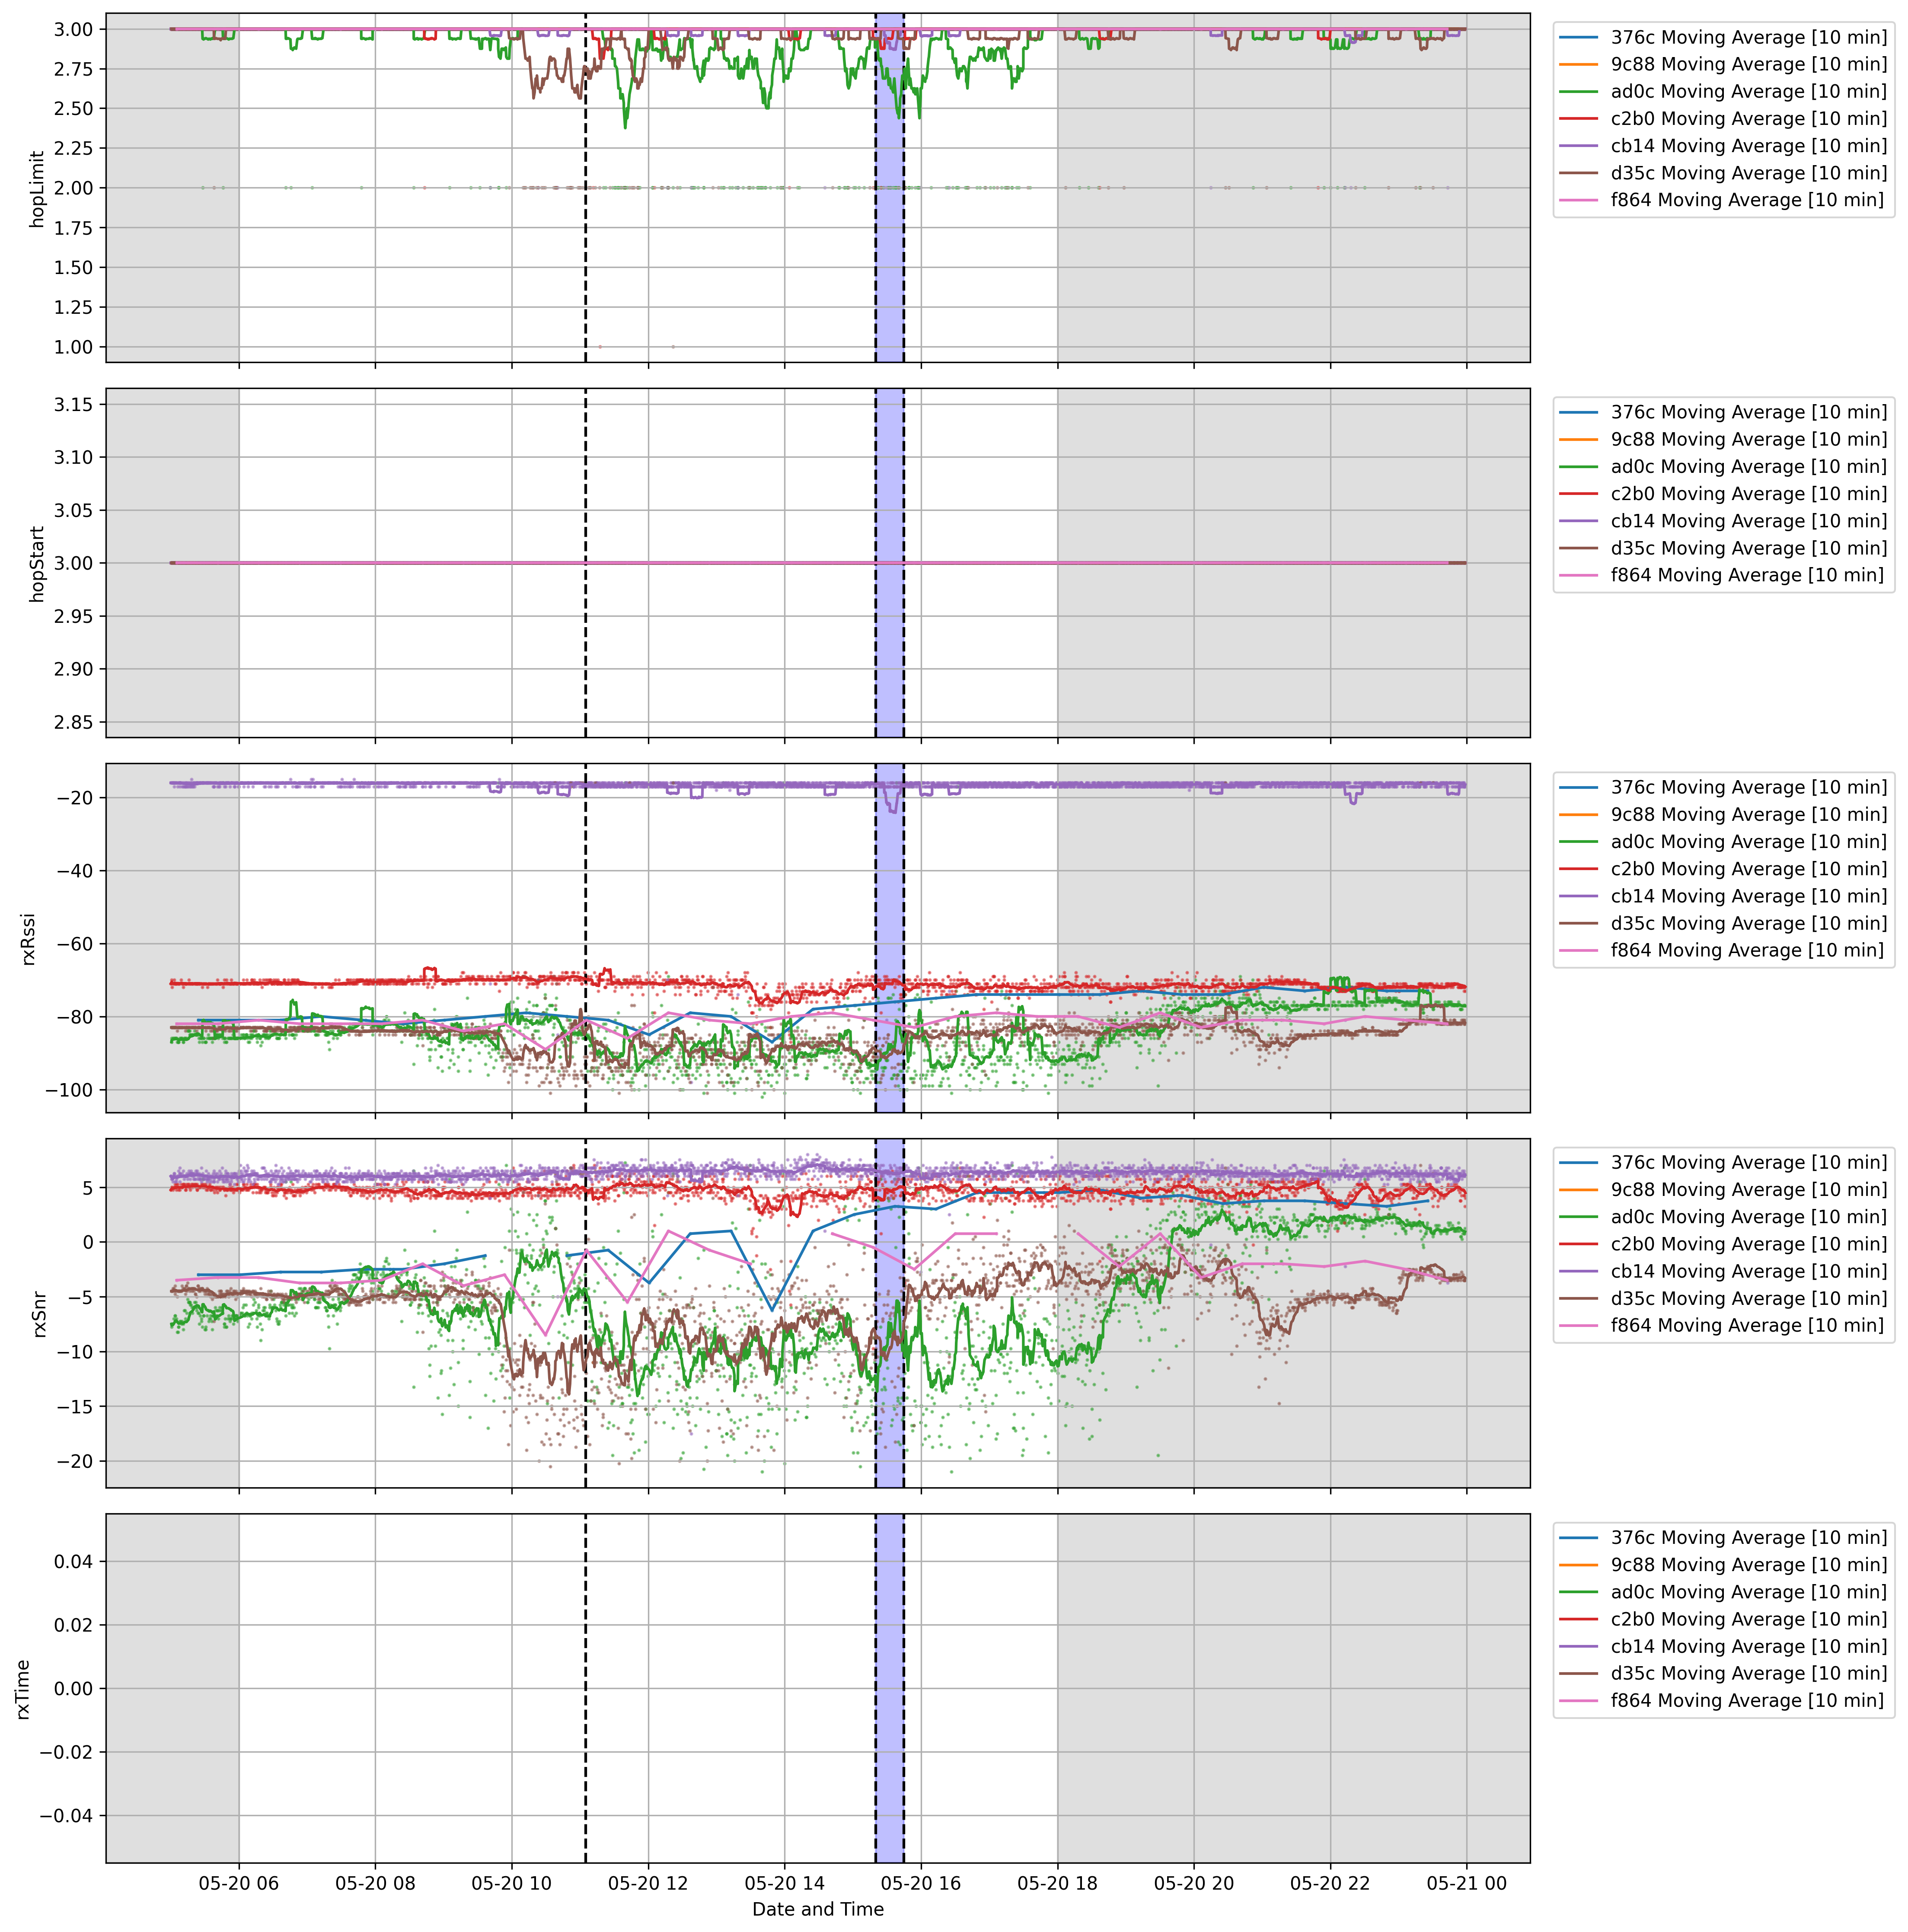 3.00
2.75
2.50
2.25
2.00
1.75
1.50
1.25
1.00
hopLimit
376c Moving Average [10 min]
9c88 Moving Average [10 min]
ad0c Moving Average [10 min]
c2b0 Moving Average [10 min]
cb14 Moving Average [10 min]
d35c Moving Average [10 min]
f864 Moving Average [10 min]
3.15
3.10
3.05
3.00
2.95
2.90
2.85
hopStart
376c Moving Average [10 min]
9c88 Moving Average [10 min]
ad0c Moving Average [10 min]
c2b0 Moving Average [10 min]
cb14 Moving Average [10 min]
d35c Moving Average [10 min]
f864 Moving Average [10 min]
−20
−40
−60
−80
−100
rxRssi
376c Moving Average [10 min]
9c88 Moving Average [10 min]
ad0c Moving Average [10 min]
c2b0 Moving Average [10 min]
cb14 Moving Average [10 min]
d35c Moving Average [10 min]
f864 Moving Average [10 min]
5
0
−5
−10
−15
−20
rxSnr
376c Moving Average [10 min]
9c88 Moving Average [10 min]
ad0c Moving Average [10 min]
c2b0 Moving Average [10 min]
cb14 Moving Average [10 min]
d35c Moving Average [10 min]
f864 Moving Average [10 min]
0.04
0.02
0.00
−0.02
−0.04
rxTime
376c Moving Average [10 min]
9c88 Moving Average [10 min]
ad0c Moving Average [10 min]
c2b0 Moving Average [10 min]
cb14 Moving Average [10 min]
d35c Moving Average [10 min]
f864 Moving Average [10 min]
05-20 06 05-20 08 05-20 10 05-20 12 05-20 14 05-20 16 05-20 18 05-20 20 05-20 22 05-21 00
Date and Time